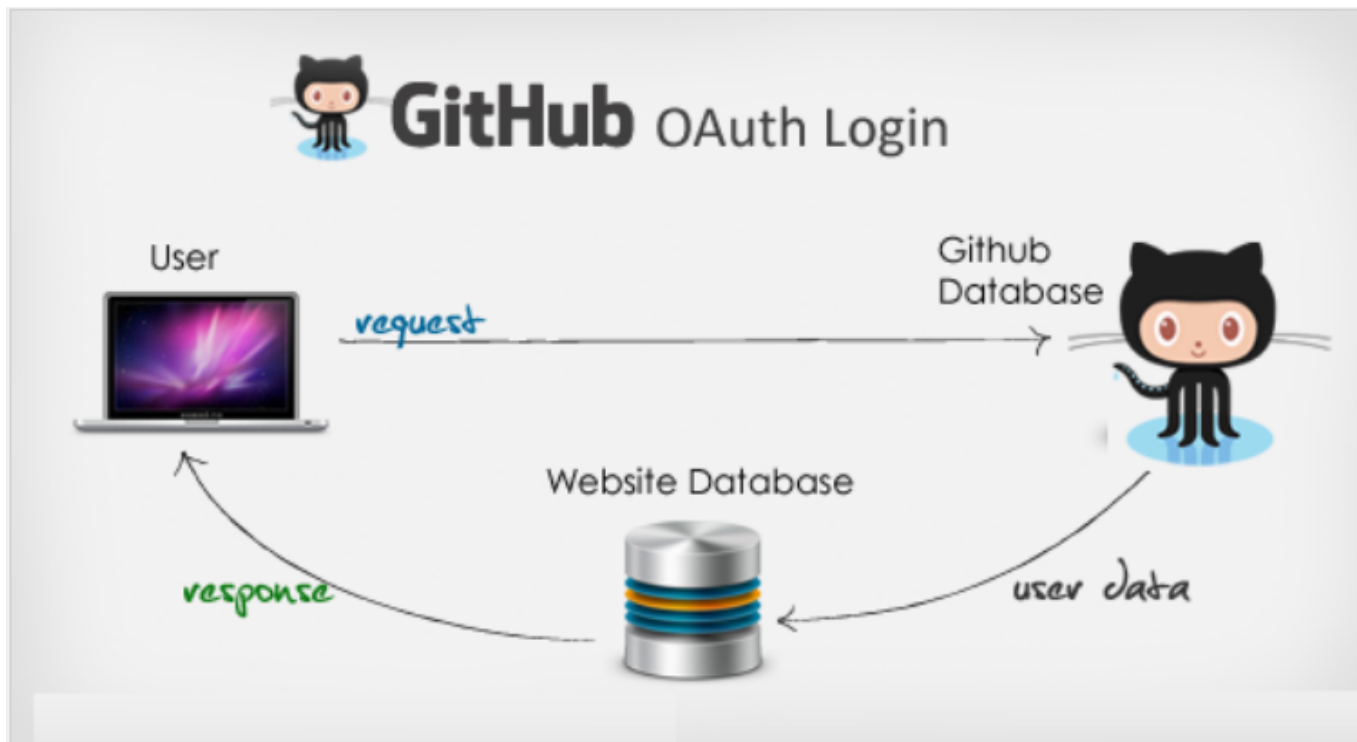 GitHub OAuth Login
User
Github
Database
request
Website Database
response
user data